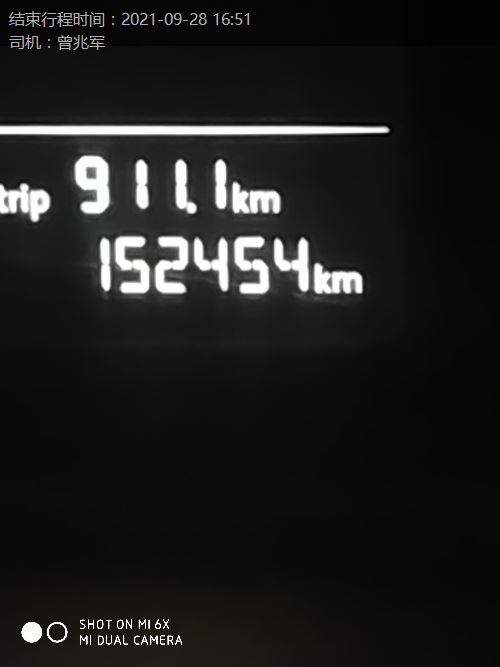 结束行程时间：2021-09-28 16:51
司机：曾兆军
trip 911.1km
152454km
SHOT ON MI 6X
MI DUAL CAMERA